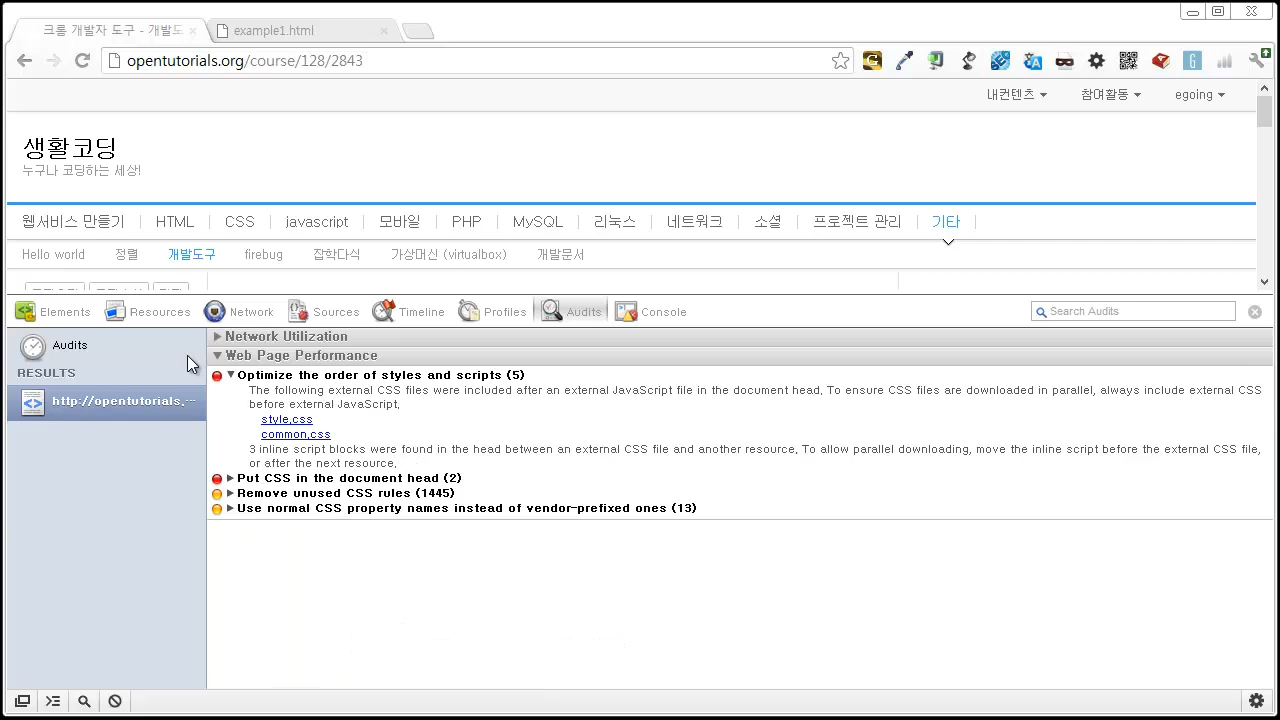 크롬 개발자 도구 - 개발도
example1.html
opentutorials.org/course/128/2843
내컨텐츠
참여활동
egoing
생활코딩
누구나 코딩하는 세상!
웹서비스 만들기 HTML CSS javascript 모바일 PHP MySQL 리눅스 네트워크 소셜 프로젝트 관리 기타
Hello world 정렬 개발도구 firebug 잡학다식 가상머신 (virtualbox) 개발문서
Elements Resources Network Sources Timeline Profiles Audits Console Search Audits
Audits
RESULTS
http://opentutorials.…
Network Utilization
Web Page Performance
Optimize the order of styles and scripts (5)
The following external CSS files were included after an external JavaScript file in the document head. To ensure CSS files are downloaded in parallel, always include external CSS
before external JavaScript.
style.css
common.css
3 inline script blocks were found in the head between an external CSS file and another resource. To allow parallel downloading, move the inline script before the external CSS file,
or after the next resource.
Put CSS in the document head (2)
Remove unused CSS rules (1445)
Use normal CSS property names instead of vendor-prefixed ones (13)